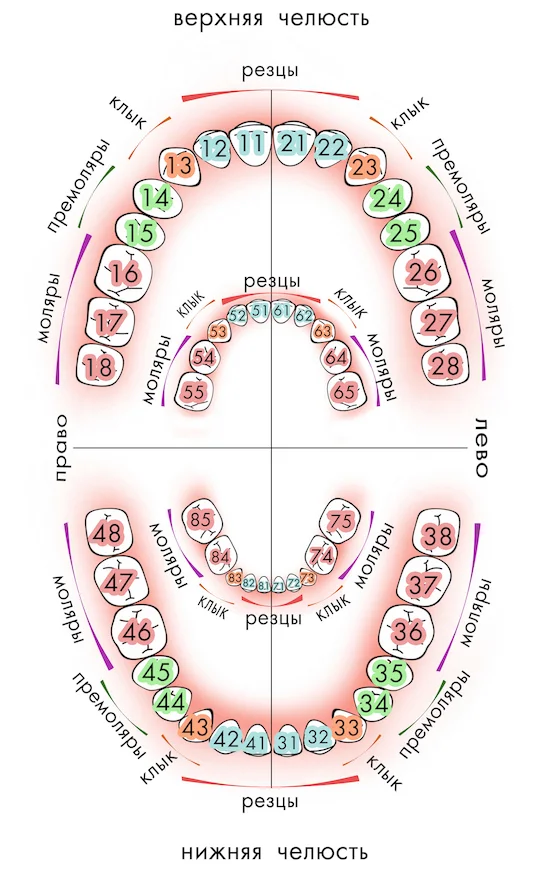 верхняя челюсть
резцы
клык клык
премоляры премоляры
моляры моляры
12 11 21 22
13 23
14 24
15 25
16 26
17 27
18 28
резцы
клык клык
моляры моляры
52 51 61 62
53 63
54 64
55 65
право лево
85 75
84 74
83 82 81 71 72 73
моляры моляры
клык клык
резцы
48 38
47 37
46 36
45 35
44 34
43 33
42 41 31 32
моляры моляры
премоляры премоляры
клык клык
резцы
нижняя челюсть